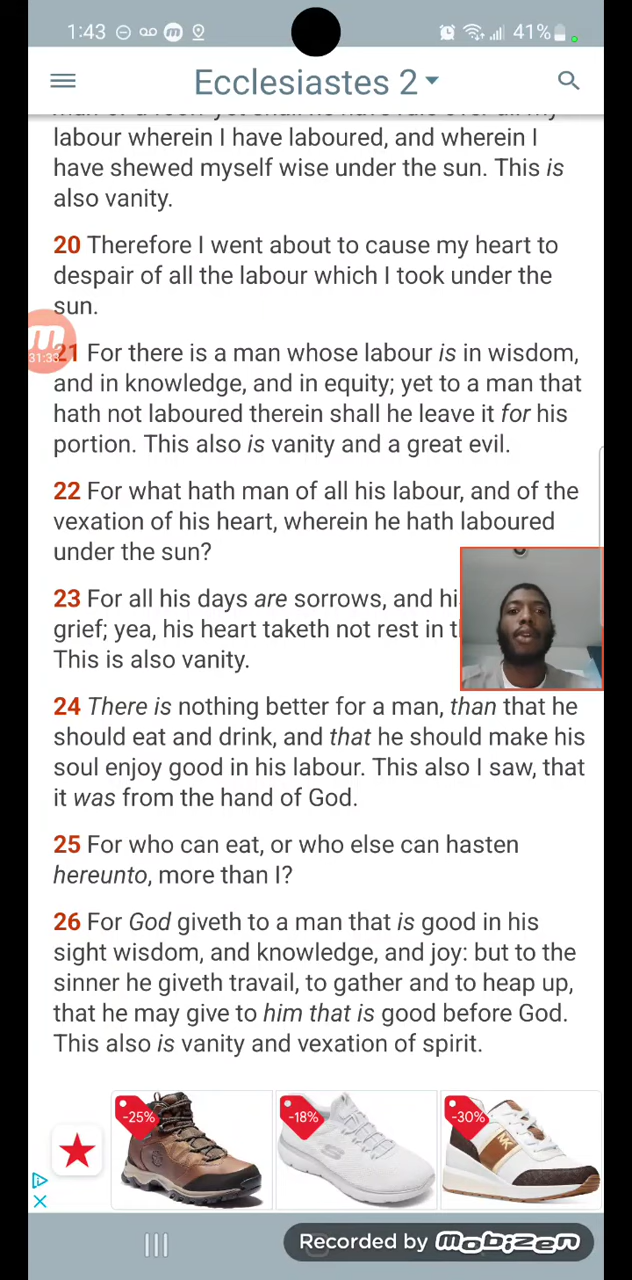 1:43
41%
Ecclesiastes 2
labour wherein I have laboured, and wherein I
have shewed myself wise under the sun. This is
also vanity.
20 Therefore I went about to cause my heart to
despair of all the labour which I took under the
sun.
31:33
21 For there is a man whose labour is in wisdom,
and in knowledge, and in equity; yet to a man that
hath not laboured therein shall he leave it for his
portion. This also is vanity and a great evil.
22 For what hath man of all his labour, and of the
vexation of his heart, wherein he hath laboured
under the sun?
23 For all his days are sorrows, and
grief; yea, his heart taketh not rest in
This is also vanity.
24 There is nothing better for a man, than that he
should eat and drink, and that he should make his
soul enjoy good in his labour. This also I saw, that
it was from the hand of God.
25 For who can eat, or who else can hasten
hereunto, more than I?
26 For God giveth to a man that is good in his
sight wisdom, and knowledge, and joy: but to the
sinner he giveth travail, to gather and to heap up,
that he may give to him that is good before God.
This also is vanity and vexation of spirit.
-25% -18% -30%
MK
Recorded by mobizen